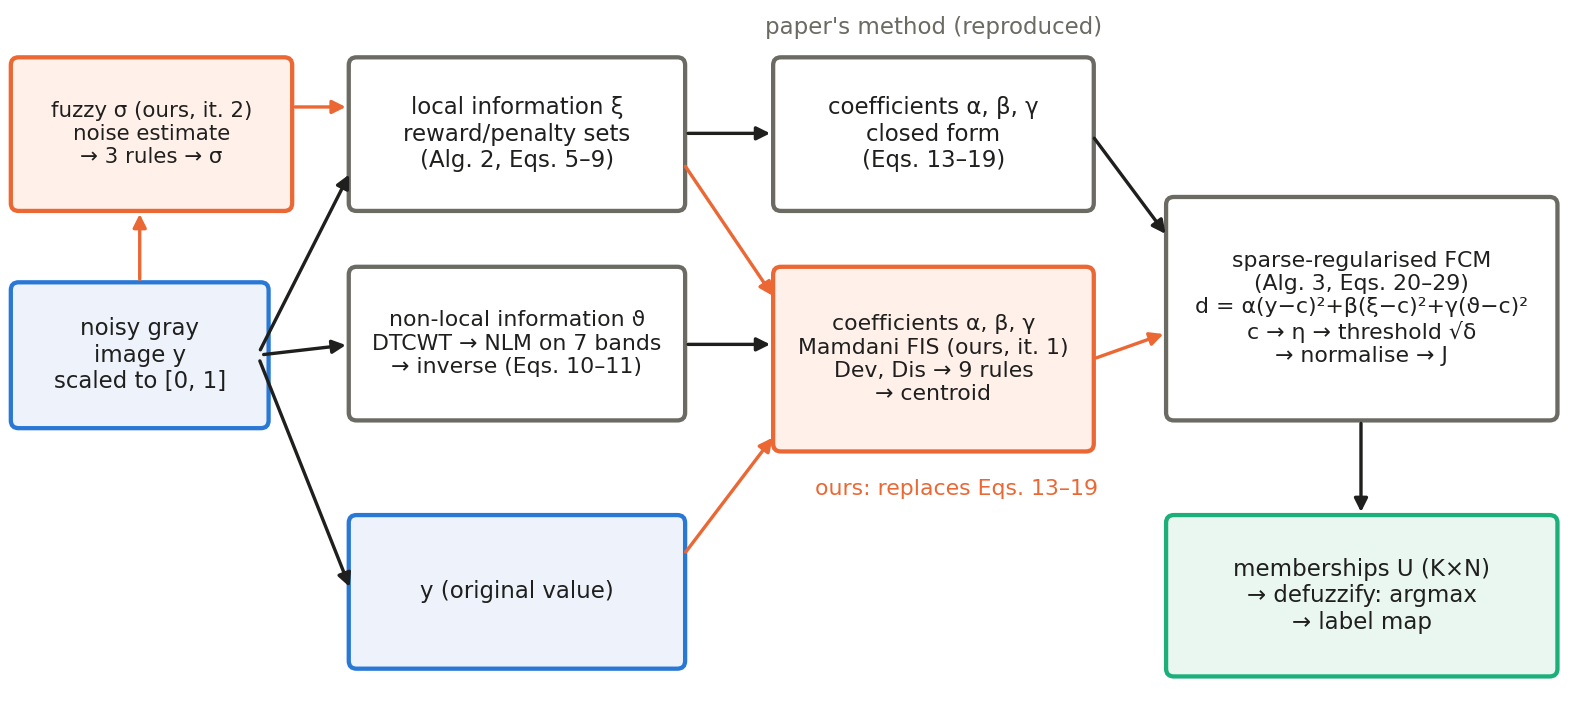 paper's method (reproduced)
fuzzy σ (ours, it. 2)
noise estimate
→ 3 rules → σ
local information ξ
reward/penalty sets
(Alg. 2, Eqs. 5–9)
coefficients α, β, γ
closed form
(Eqs. 13–19)
noisy gray
image y
scaled to [0, 1]
non-local information ϑ
DTCWT → NLM on 7 bands
→ inverse (Eqs. 10–11)
coefficients α, β, γ
Mamdani FIS (ours, it. 1)
Dev, Dis → 9 rules
→ centroid
sparse-regularised FCM
(Alg. 3, Eqs. 20–29)
d = α(y−c)²+β(ξ−c)²+γ(ϑ−c)²
c → η → threshold √δ
→ normalise → J
ours: replaces Eqs. 13–19
y (original value)
memberships U (K×N)
→ defuzzify: argmax
→ label map